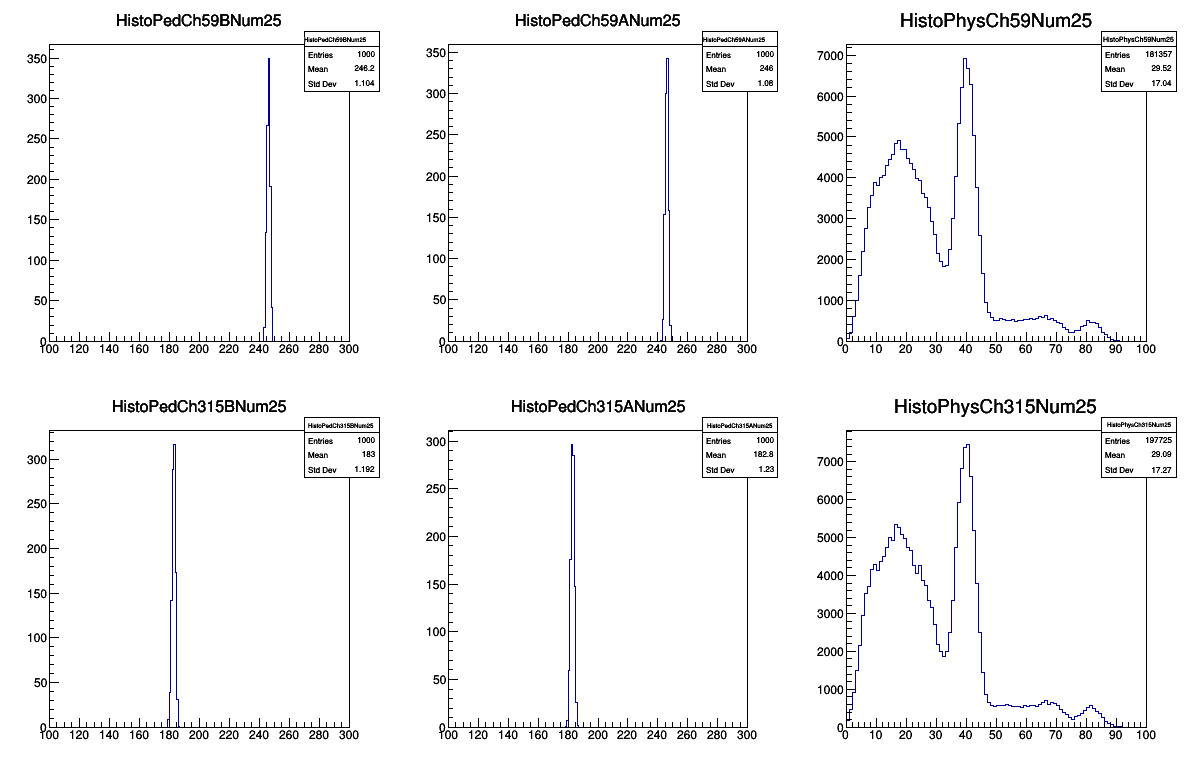 HistoPedCh59BNum25
HistoPedCh59BNum25
Entries 1000
Mean 246.2
Std Dev 1.104
350
300
250
200
150
100
50
0
100 120 140 160 180 200 220 240 260 280 300
HistoPedCh59ANum25
HistoPedCh59ANum25
Entries 1000
Mean 246
Std Dev 1.08
350
300
250
200
150
100
50
0
100 120 140 160 180 200 220 240 260 280 300
HistoPhysCh59Num25
HistoPhysCh59Num25
Entries 181357
Mean 29.52
Std Dev 17.04
7000
6000
5000
4000
3000
2000
1000
0
0 10 20 30 40 50 60 70 80 90 100
HistoPedCh315BNum25
HistoPedCh315BNum25
Entries 1000
Mean 183
Std Dev 1.192
300
250
200
150
100
50
0
100 120 140 160 180 200 220 240 260 280 300
HistoPedCh315ANum25
HistoPedCh315ANum25
Entries 1000
Mean 182.8
Std Dev 1.23
300
250
200
150
100
50
0
100 120 140 160 180 200 220 240 260 280 300
HistoPhysCh315Num25
HistoPhysCh315Num25
Entries 197725
Mean 29.09
Std Dev 17.27
7000
6000
5000
4000
3000
2000
1000
0
0 10 20 30 40 50 60 70 80 90 100